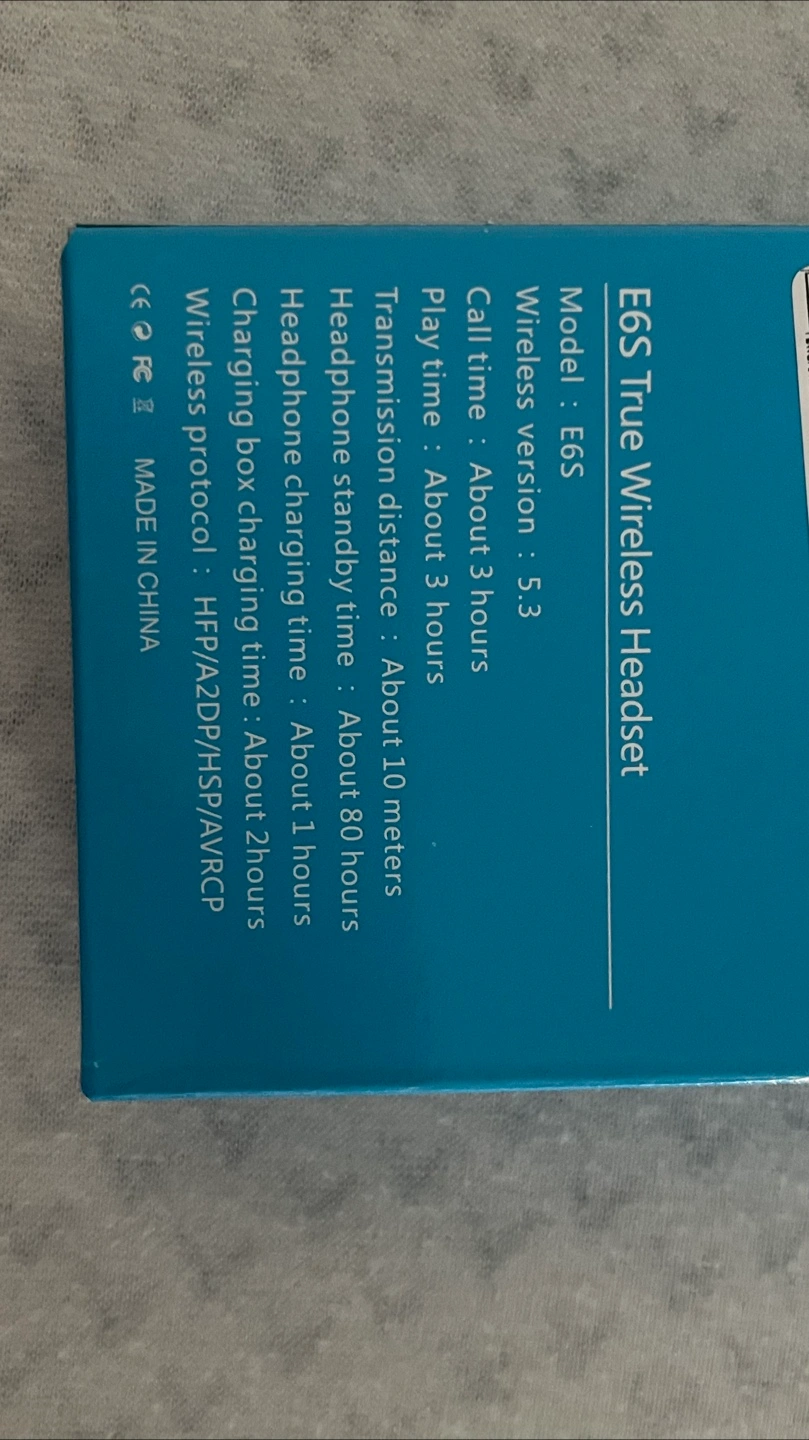 E6S True Wireless Headset
Model : E6S
Wireless version : 5.3
Call time : About 3 hours
Play time : About 3 hours
Transmission distance : About 10 meters
Headphone standby time : About 80 hours
Headphone charging time : About 1 hours
Charging box charging time : About 2hours
Wireless protocol : HFP/A2DP/HSP/AVRCP
CE FC MADE IN CHINA